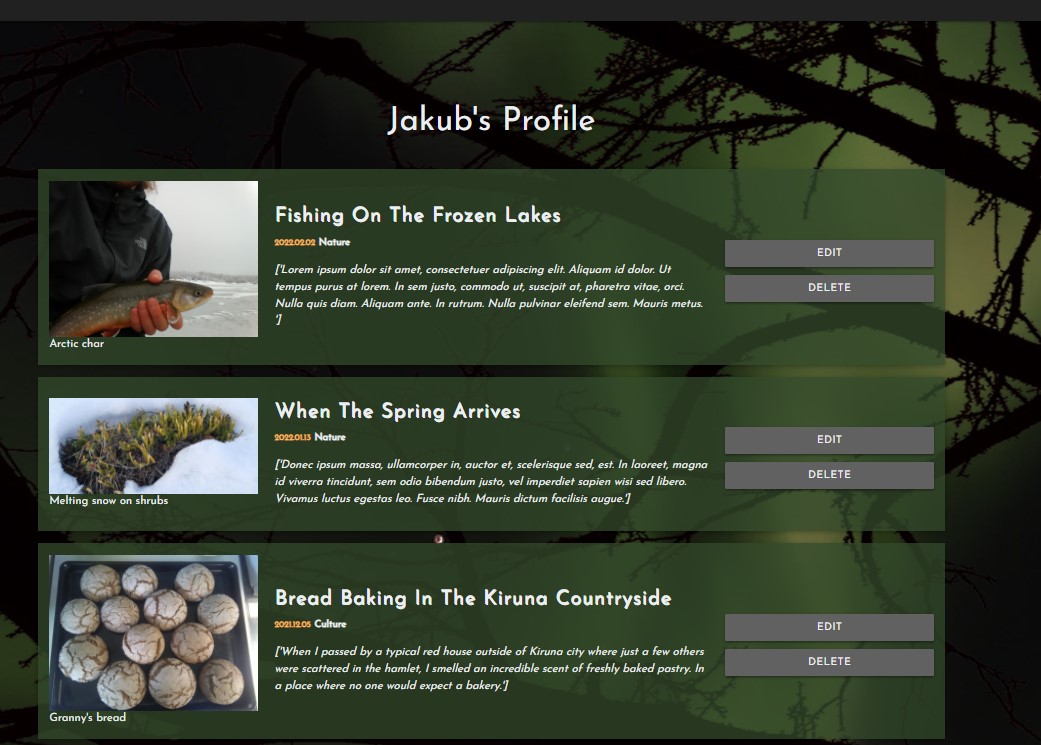 Jakub's Profile
Fishing On The Frozen Lakes
2022.02.02 Nature
['Lorem ipsum dolor sit amet, consectetuer adipiscing elit. Aliquam id dolor. Ut
tempus purus at lorem. In sem justo, commodo ut, suscipit at, pharetra vitae, orci.
Nulla quis diam. Aliquam ante. In rutrum. Nulla pulvinar eleifend sem. Mauris metus.
']
Arctic char
EDIT
DELETE
When The Spring Arrives
2022.01.13 Nature
['Donec ipsum massa, ullamcorper in, auctor et, scelerisque sed, est. In laoreet, magna
id viverra tincidunt, sem odio bibendum justo, vel imperdiet sapien wisi sed libero.
Vivamus luctus egestas leo. Fusce nibh. Mauris dictum facilisis augue.']
Melting snow on shrubs
EDIT
DELETE
Bread Baking In The Kiruna Countryside
2021.12.05 Culture
['When I passed by a typical red house outside of Kiruna city where just a few others
were scattered in the hamlet, I smelled an incredible scent of freshly baked pastry. In
a place where no one would expect a bakery.']
Granny's bread
EDIT
DELETE